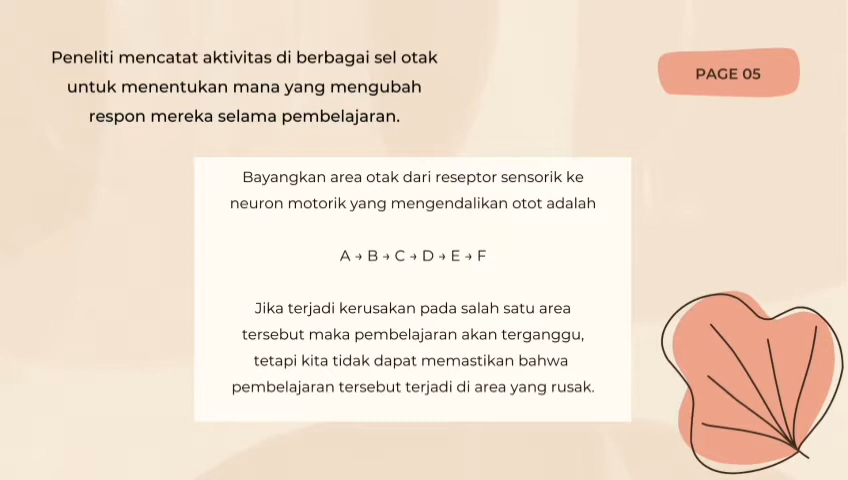 Peneliti mencatat aktivitas di berbagai sel otak
untuk menentukan mana yang mengubah
respon mereka selama pembelajaran.
PAGE 05
Bayangkan area otak dari reseptor sensorik ke
neuron motorik yang mengendalikan otot adalah
A → B → C → D → E → F
Jika terjadi kerusakan pada salah satu area
tersebut maka pembelajaran akan terganggu,
tetapi kita tidak dapat memastikan bahwa
pembelajaran tersebut terjadi di area yang rusak.